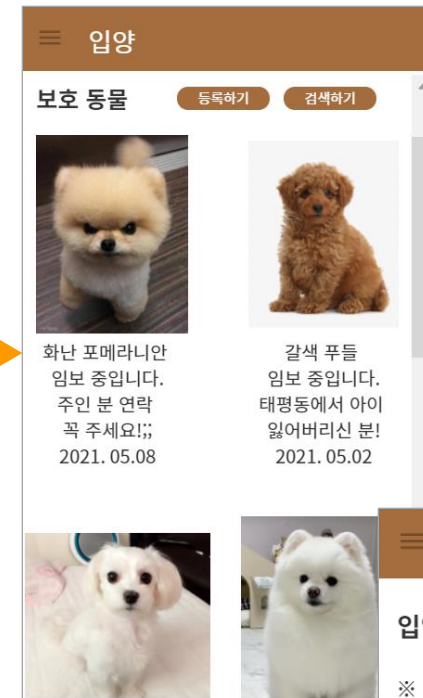 입양
보호 동물
등록하기
검색하기
화난 포메라니안
임보 중입니다.
주인 분 연락
꼭 주세요!;;
2021. 05.08
갈색 푸들
임보 중입니다.
태평동에서 아이
잃어버리신 분!
2021. 05.02
※